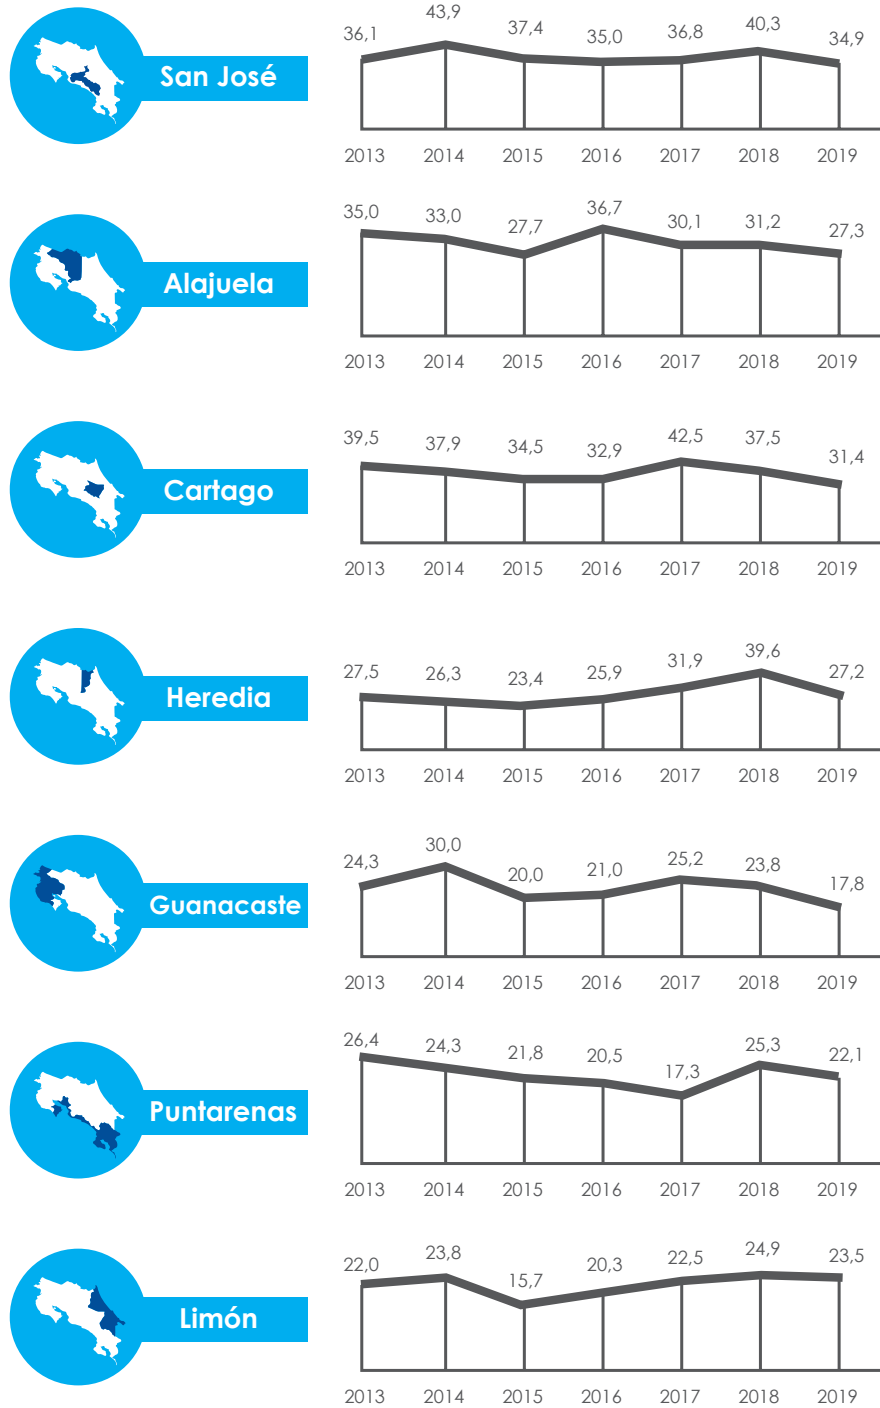 San José
36,1 43,9 37,4 35,0 36,8 40,3 34,9
2013 2014 2015 2016 2017 2018 2019
Alajuela
35,0 33,0 27,7 36,7 30,1 31,2 27,3
2013 2014 2015 2016 2017 2018 2019
Cartago
39,5 37,9 34,5 32,9 42,5 37,5 31,4
2013 2014 2015 2016 2017 2018 2019
Heredia
27,5 26,3 23,4 25,9 31,9 39,6 27,2
2013 2014 2015 2016 2017 2018 2019
Guanacaste
24,3 30,0 20,0 21,0 25,2 23,8 17,8
2013 2014 2015 2016 2017 2018 2019
Puntarenas
26,4 24,3 21,8 20,5 17,3 25,3 22,1
2013 2014 2015 2016 2017 2018 2019
Limón
22,0 23,8 15,7 20,3 22,5 24,9 23,5
2013 2014 2015 2016 2017 2018 2019